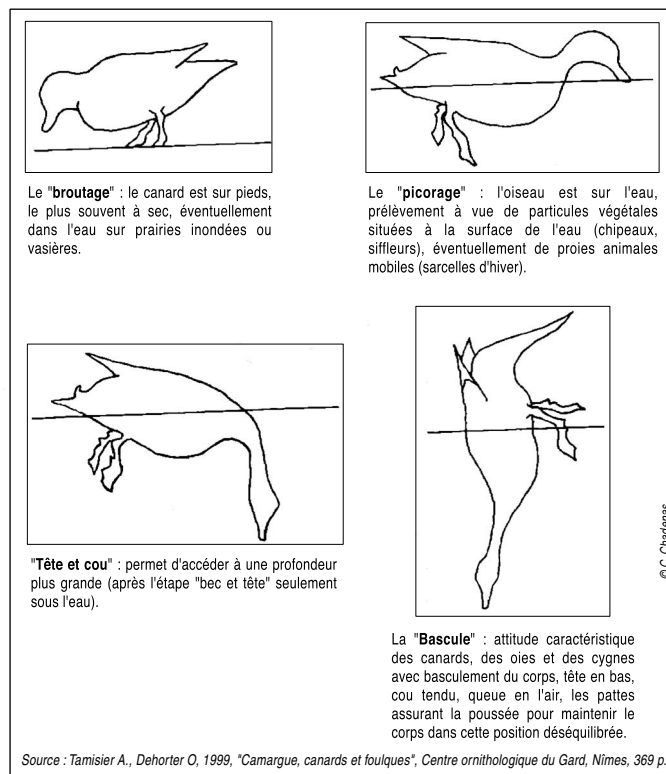 Le "broutage" : le canard est sur pieds,
le plus souvent à sec, éventuellement
dans l'eau sur prairies inondées ou
vasières.
Le "picorage" : l'oiseau est sur l'eau,
prélèvement à vue de particules végétales
situées à la surface de l'eau (chipeaux,
siffleurs), éventuellement de proies animales
mobiles (sarcelles d'hiver).
"Tête et cou" : permet d'accéder à une profondeur
plus grande (après l'étape "bec et tête" seulement
sous l'eau).
© C. Chadenas
La "Bascule" : attitude caractéristique
des canards, des oies et des cygnes
avec basculement du corps, tête en bas,
cou tendu, queue en l'air, les pattes
assurant la poussée pour maintenir le
corps dans cette position déséquilibrée.
Source : Tamisier A., Dehorter O, 1999, "Camargue, canards et foulques", Centre ornithologique du Gard, Nîmes, 369 p.